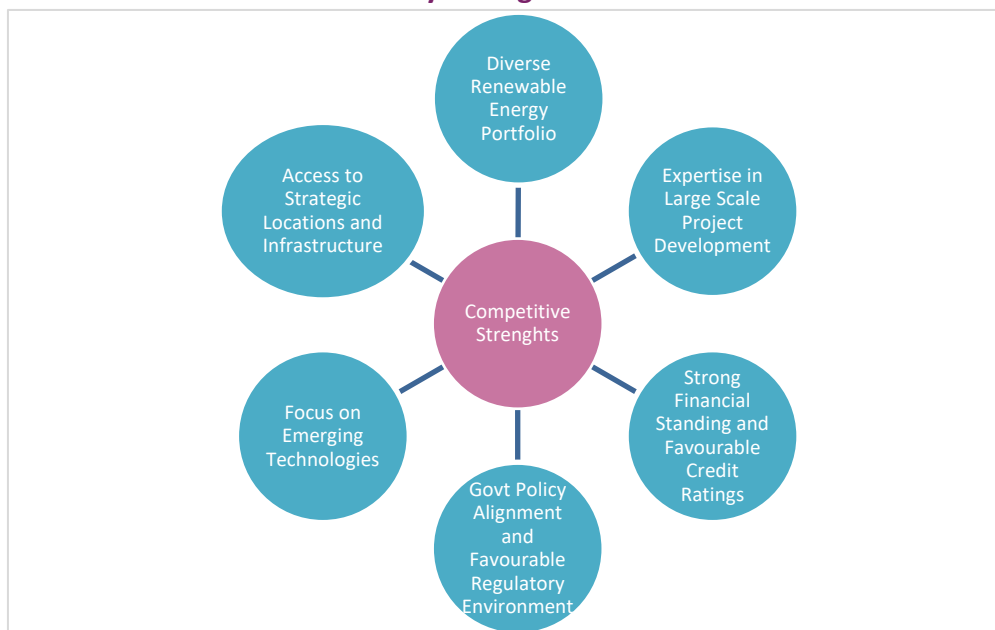 Diverse
Renewable
Energy
Portfolio
Expertise in
Large Scale
Project
Development
Strong
Financial
Standing and
Favourable
Credit
Ratings
Govt Policy
Alignment
and
Favourable
Regulatory
Environment
Focus on
Emerging
Technologies
Access to
Strategic
Locations and
Infrastructure
Competitive
Strenghts